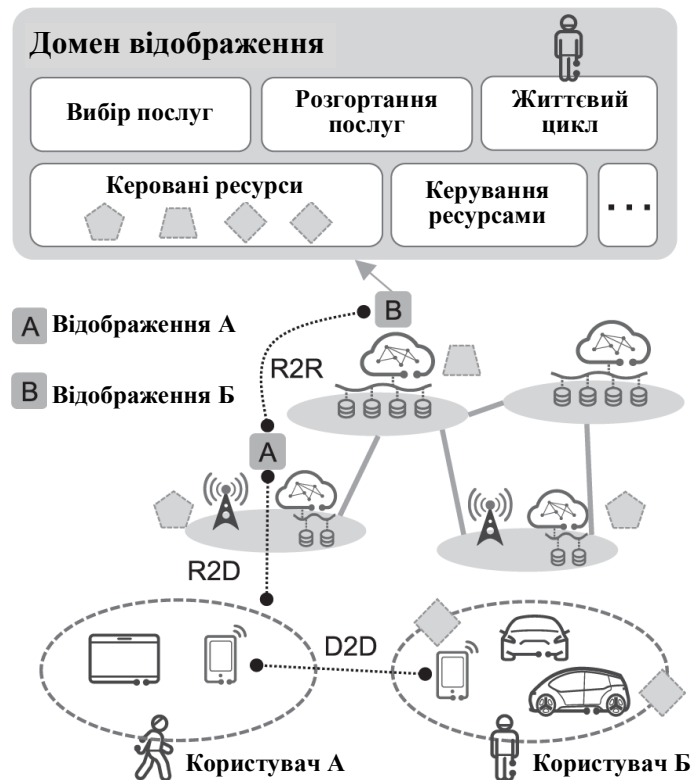 Домен відображення
Вибір послуг
Розгортання
послуг
Життєвий
цикл
Керовані ресурси
Керування
ресурсами
...
B
A Відображення А
R2R
B Відображення Б
A
R2D
D2D
Користувач А
Користувач Б